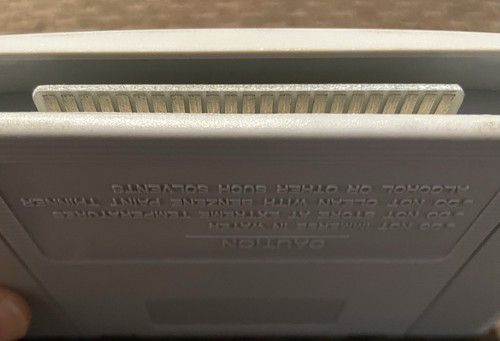 CAUTION
• DO NOT IMMERSE IN WATER
• DO NOT STORE AT EXTREME TEMPERATURES
• DO NOT CLEAN WITH BENZENE PAINT THINNER
ALCOHOL OR OTHER SUCH SOLVENTS